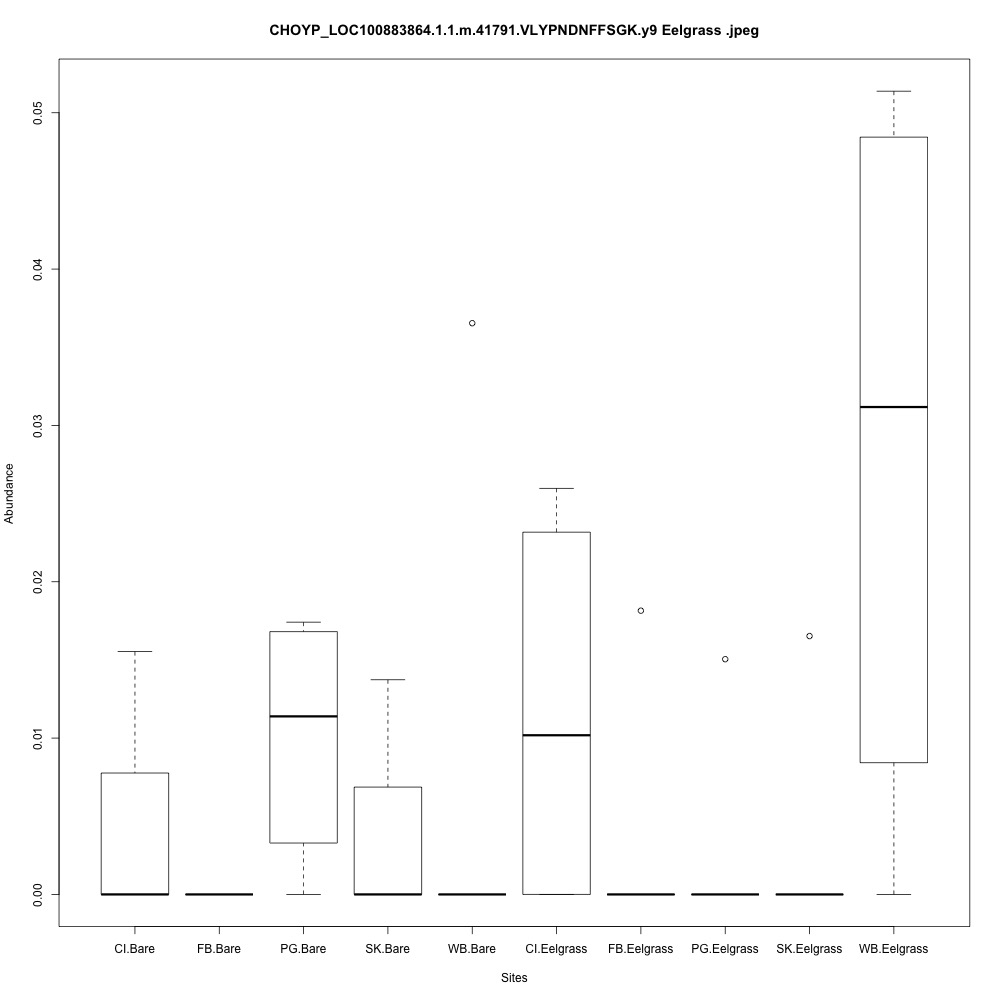 CHOYP_LOC100883864.1.1.m.41791.VLYPNDNFFSGK.y9 Eelgrass .jpeg
0.05
0.04
0.03
0.02
0.01
0.00
Abundance
CI.Bare FB.Bare PG.Bare SK.Bare WB.Bare CI.Eelgrass FB.Eelgrass PG.Eelgrass SK.Eelgrass WB.Eelgrass
Sites